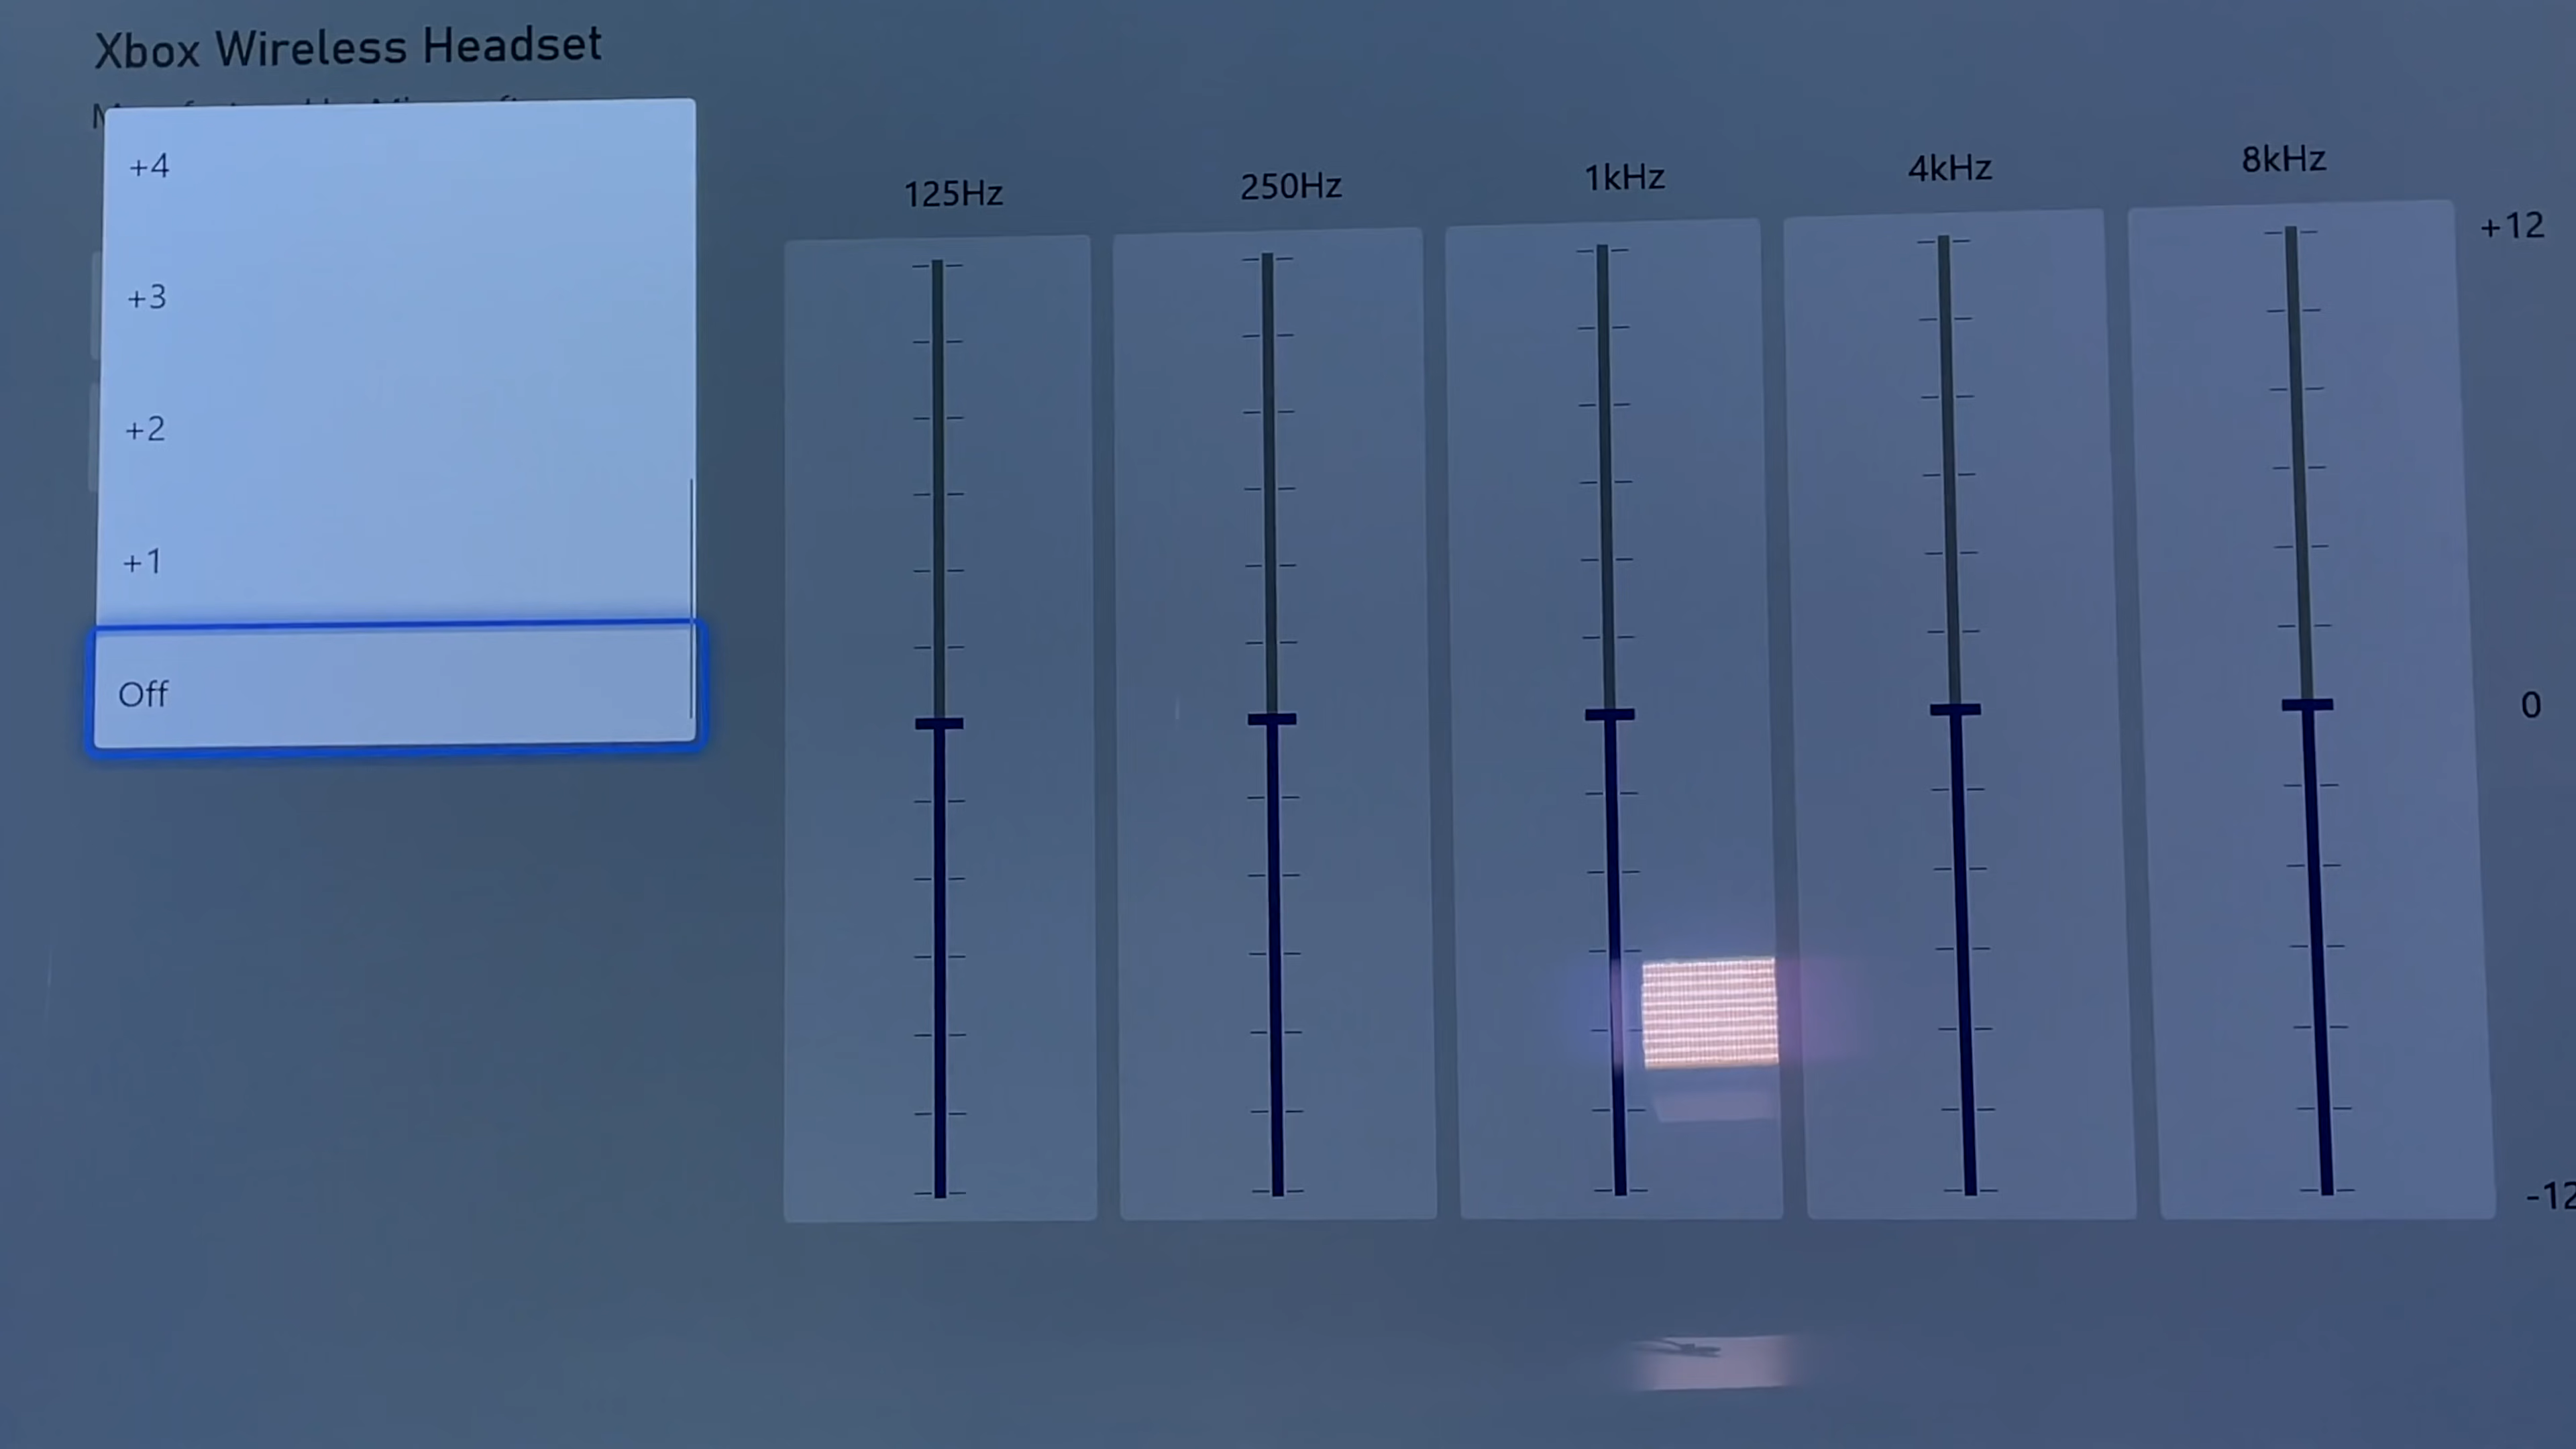 Xbox Wireless Headset
+4
+3
+2
+1
Off
125Hz 250Hz 1kHz 4kHz 8kHz
+12
0
-12